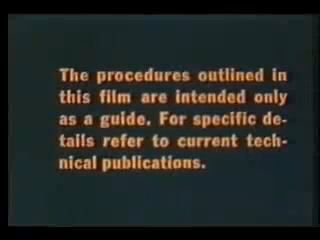 The procedures outlined in
this film are intended only
as a guide. For specific de-
tails refer to current tech-
nical publications.